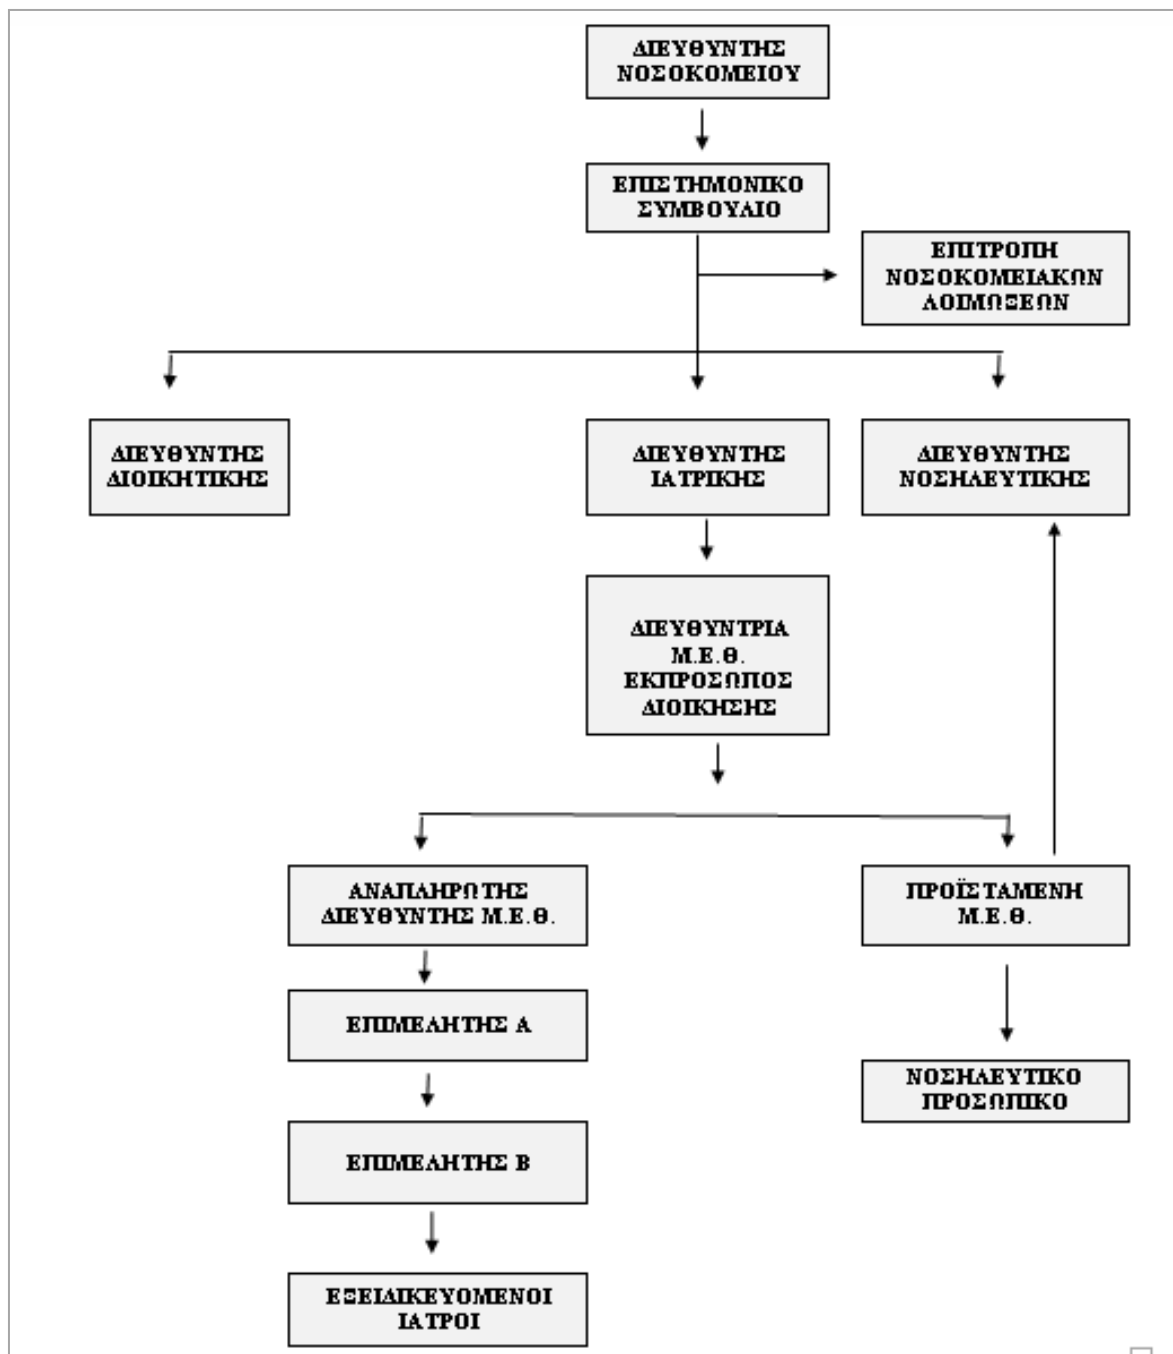 ΔΙΕΥΘΥΝΤΗΣ
ΝΟΣΟΚΟΜΕΙΟΥ
ΕΠΙΣΤΗΜΟΝΙΚΟ
ΣΥΜΒΟΥΛΙΟ
ΕΠΙΤΡΟΠΗ
ΝΟΣΟΚΟΜΕΙΑΚΩΝ
ΛΟΙΜΩΞΕΩΝ
ΔΙΕΥΘΥΝΤΗΣ
ΔΙΟΙΚΗΤΙΚΗΣ
ΔΙΕΥΘΥΝΤΗΣ
ΙΑΤΡΙΚΗΣ
ΔΙΕΥΘΥΝΤΗΣ
ΝΟΣΗΛΕΥΤΙΚΗΣ
ΔΙΕΥΘΥΝΤΡΙΑ
Μ.Ε.Θ.
ΕΚΠΡΟΣΩΠΟΣ
ΔΙΟΙΚΗΣΗΣ
ΑΝΑΠΛΗΡΩΤΗΣ
ΔΙΕΥΘΥΝΤΗΣ Μ.Ε.Θ.
ΠΡΟΪΣΤΑΜΕΝΗ
Μ.Ε.Θ.
ΕΠΙΜΕΛΗΤΗΣ Α
ΝΟΣΗΛΕΥΤΙΚΟ
ΠΡΟΣΩΠΙΚΟ
ΕΠΙΜΕΛΗΤΗΣ Β
ΕΞΕΙΔΙΚΕΥΟΜΕΝΟΙ
ΙΑΤΡΟΙ